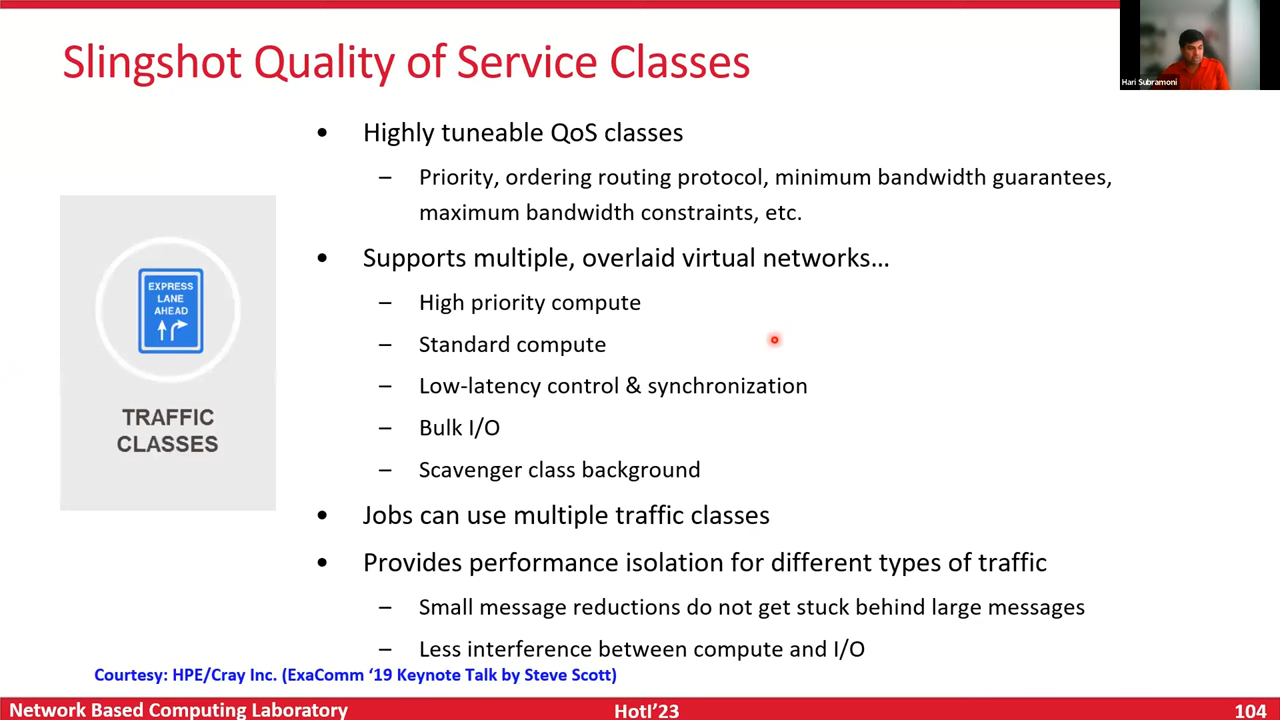 Slingshot Quality of Service Classes
Hari Subramoni
• Highly tuneable QoS classes
– Priority, ordering routing protocol, minimum bandwidth guarantees,
maximum bandwidth constraints, etc.
• Supports multiple, overlaid virtual networks…
– High priority compute
– Standard compute
– Low-latency control & synchronization
– Bulk I/O
– Scavenger class background
• Jobs can use multiple traffic classes
• Provides performance isolation for different types of traffic
– Small message reductions do not get stuck behind large messages
– Less interference between compute and I/O
EXPRESS
LANE
AHEAD
TRAFFIC
CLASSES
Courtesy: HPE/Cray Inc. (ExaComm ‘19 Keynote Talk by Steve Scott)
Network Based Computing Laboratory
HotI’23
104